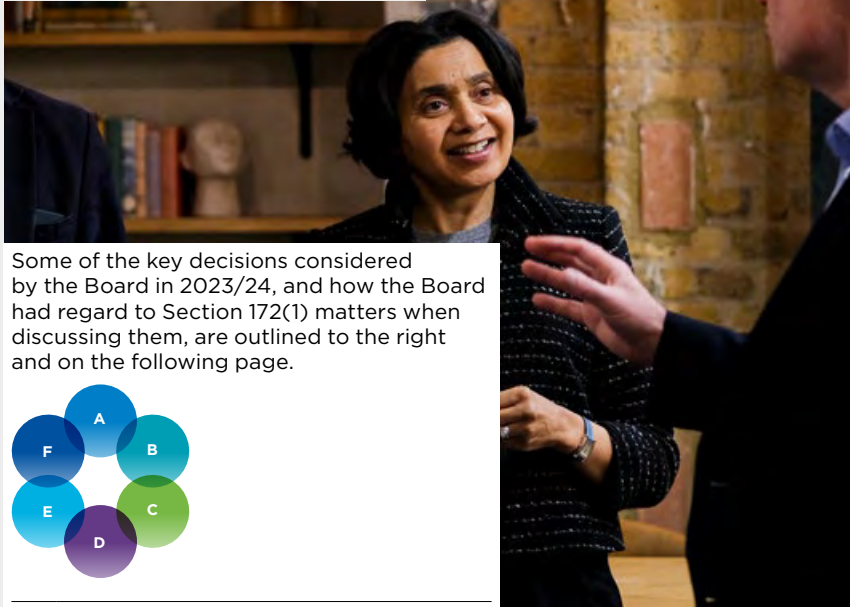 Some of the key decisions considered
by the Board in 2023/24, and how the Board
had regard to Section 172(1) matters when
discussing them, are outlined to the right
and on the following page.
A
F
B
E
C
D